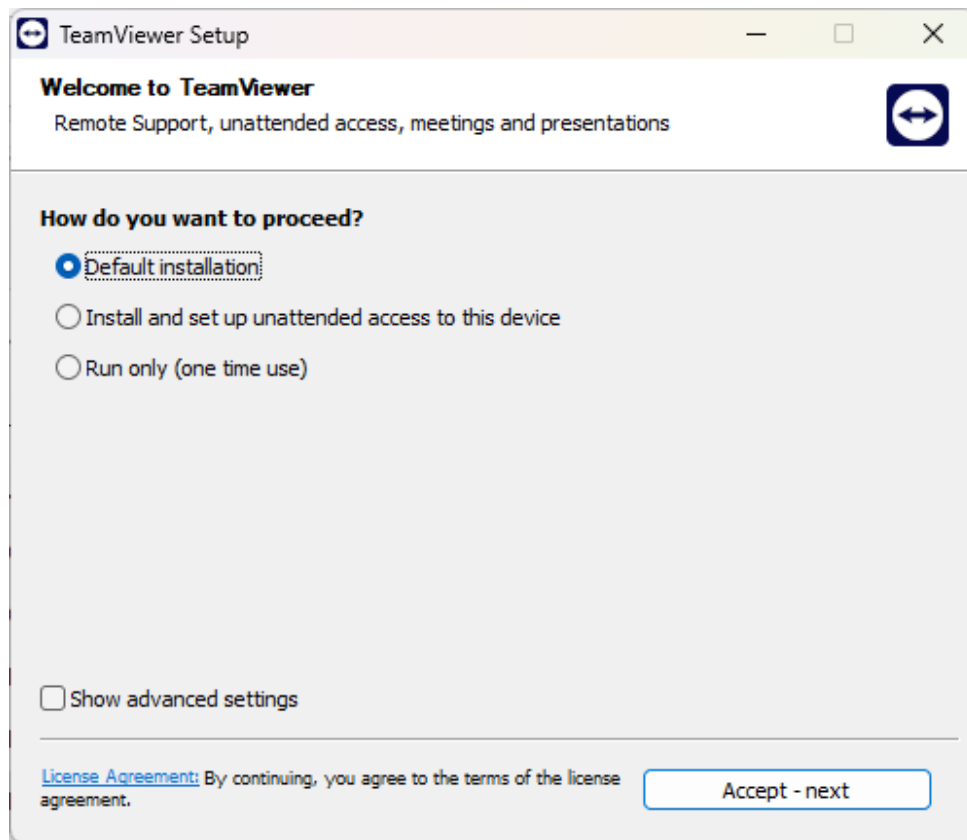 TeamViewer Setup
Welcome to TeamViewer
Remote Support, unattended access, meetings and presentations
How do you want to proceed?
Default installation
Install and set up unattended access to this device
Run only (one time use)
Show advanced settings
License Agreement: By continuing, you agree to the terms of the license
agreement.
Accept - next